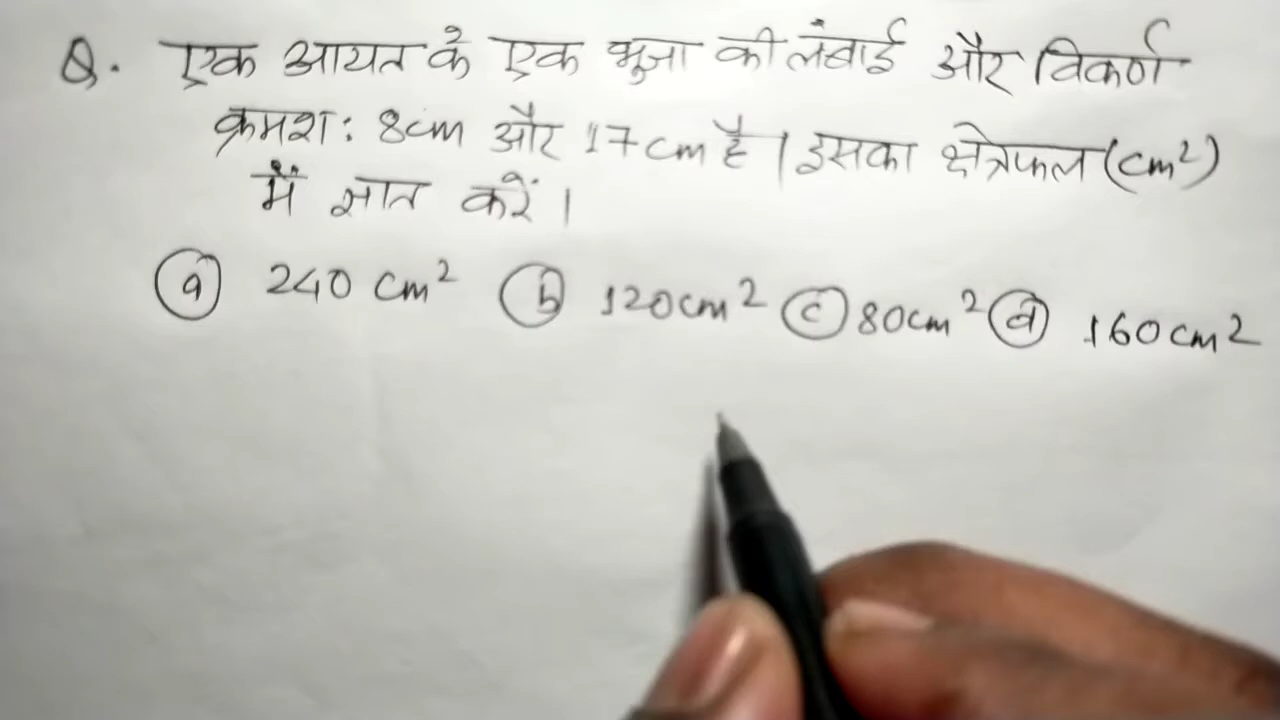 Q. एक आयत के एक भुजा की लंबाई और विकर्ण
क्रमश: 8cm और 17cm है । इसका क्षेत्रफल (cm²)
में ज्ञात करें ।
(a) 240 cm² (b) 120cm² (c) 80cm² (d) 160cm²